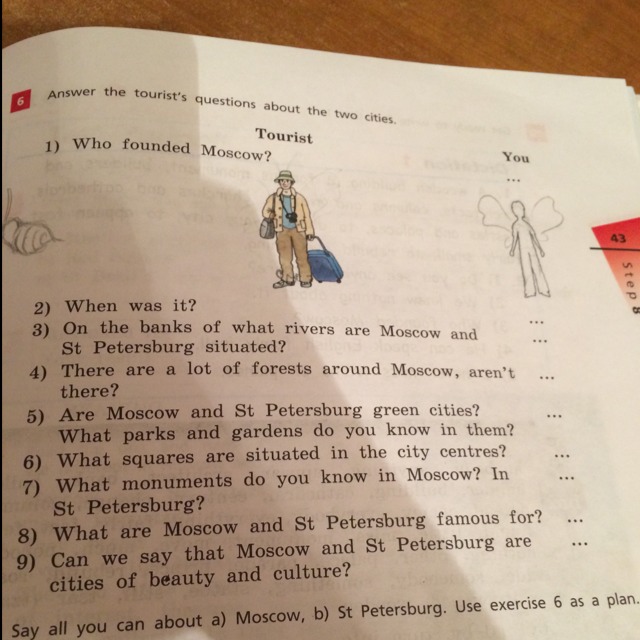 6 Answer the tourist's questions about the two cities.
Tourist
You
1) Who founded Moscow?
...
2) When was it?
...
3) On the banks of what rivers are Moscow and
St Petersburg situated?
...
4) There are a lot of forests around Moscow, aren't
there?
...
5) Are Moscow and St Petersburg green cities?
What parks and gardens do you know in them?
...
6) What squares are situated in the city centres?
...
7) What monuments do you know in Moscow? In
St Petersburg?
...
8) What are Moscow and St Petersburg famous for?
...
9) Can we say that Moscow and St Petersburg are
cities of beauty and culture?
...
Say all you can about a) Moscow, b) St Petersburg. Use exercise 6 as a plan.
43
Step 8